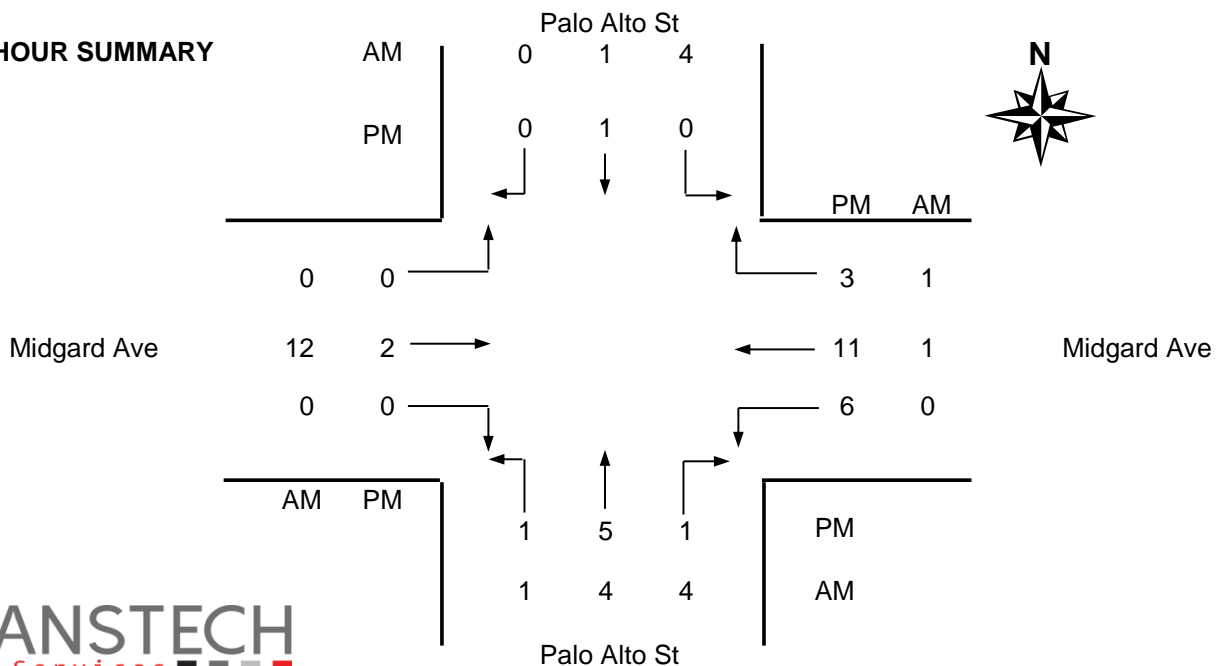 Palo Alto St
HOUR SUMMARY AM 0 1 4 N
PM 0 1 0
PM AM
0 0 3 1
Midgard Ave 12 2 11 1 Midgard Ave
0 0 6 0
AM PM
1 5 1 PM
1 4 4 AM
ANSTECH
Services
Palo Alto St